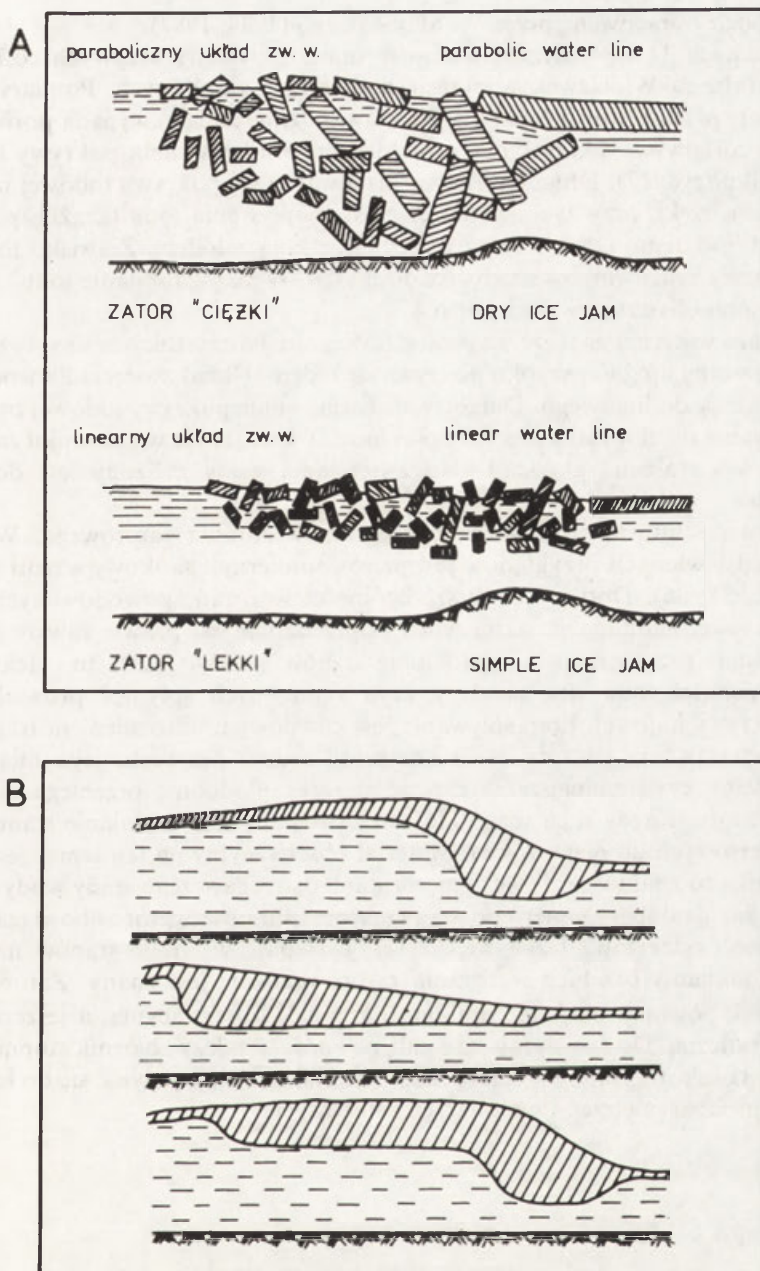 A
paraboliczny układ zw. w. parabolic water line
ZATOR "CIĘŻKI" DRY ICE JAM
linearny układ zw. w. linear water line
ZATOR "LEKKI" SIMPLE ICE JAM
B